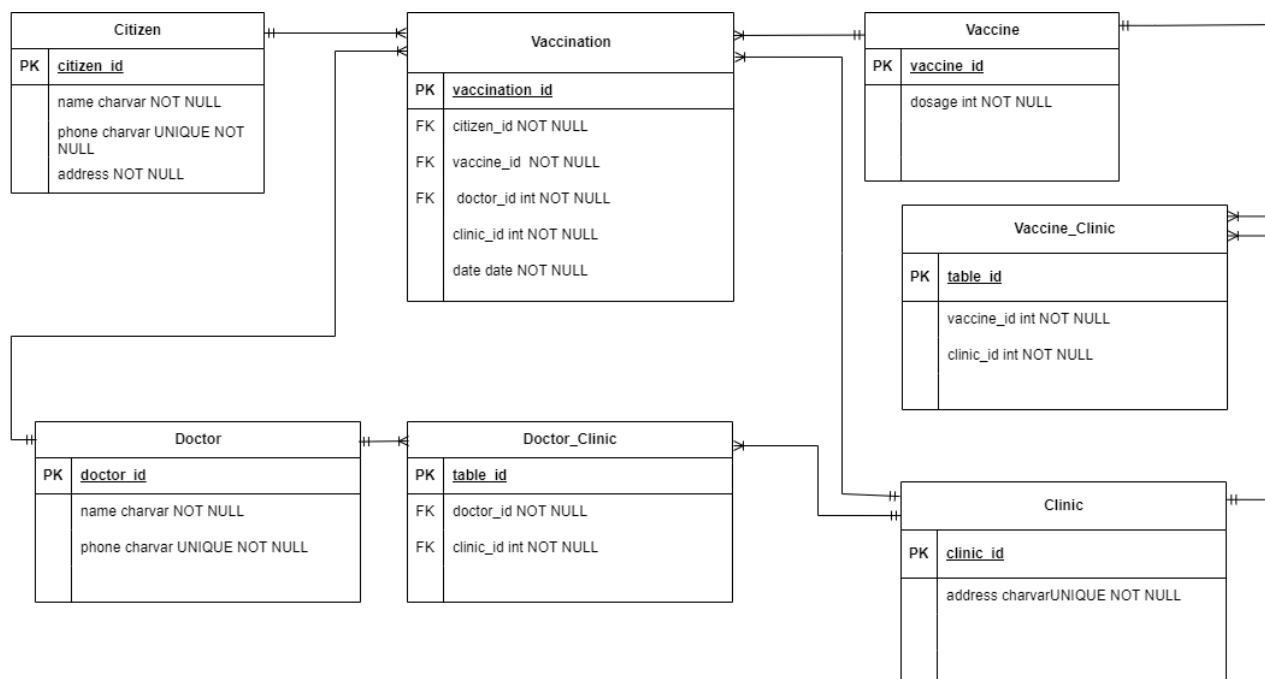 Citizen
PK citizen_id
name charvar NOT NULL
phone charvar UNIQUE NOT
NULL
address NOT NULL
Vaccination
PK vaccination_id
FK citizen_id NOT NULL
FK vaccine_id NOT NULL
FK doctor_id int NOT NULL
clinic_id int NOT NULL
date date NOT NULL
Vaccine
PK vaccine_id
dosage int NOT NULL
Vaccine_Clinic
PK table_id
vaccine_id int NOT NULL
clinic_id int NOT NULL
Doctor
PK doctor_id
name charvar NOT NULL
phone charvar UNIQUE NOT NULL
Doctor_Clinic
PK table_id
FK doctor_id NOT NULL
FK clinic_id int NOT NULL
Clinic
PK clinic_id
address charvarUNIQUE NOT NULL